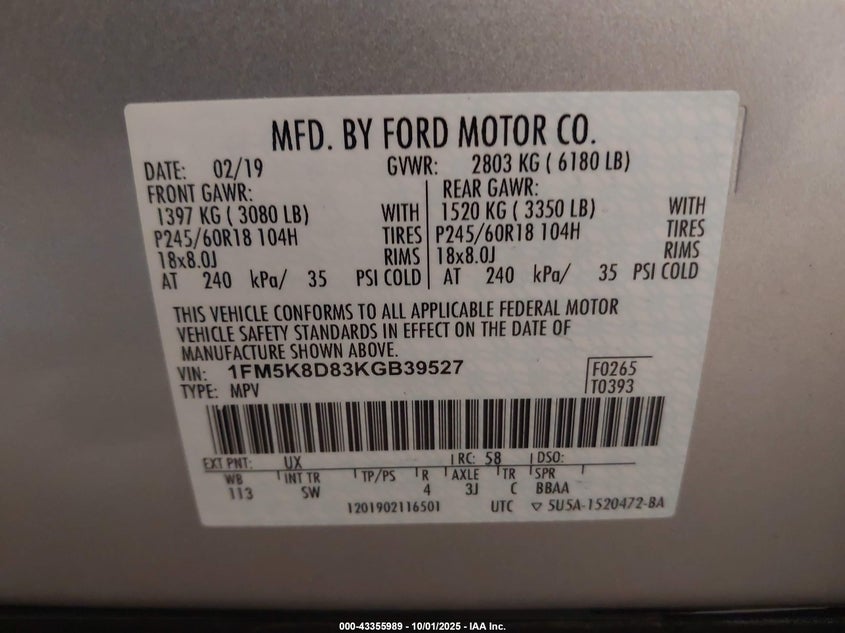 MFD. BY FORD MOTOR CO.
DATE: 02/19 GVWR: 2803 KG ( 6180 LB)
FRONT GAWR: REAR GAWR:
1397 KG ( 3080 LB) WITH 1520 KG ( 3350 LB) WITH
P245/60R18 104H TIRES P245/60R18 104H TIRES
18x8.0J RIMS 18x8.0J RIMS
AT 240 kPa/ 35 PSI COLD AT 240 kPa/ 35 PSI COLD
THIS VEHICLE CONFORMS TO ALL APPLICABLE FEDERAL MOTOR
VEHICLE SAFETY STANDARDS IN EFFECT ON THE DATE OF
MANUFACTURE SHOWN ABOVE.
VIN: 1FM5K8D83KGB39527 F0265
TYPE: MPV T0393
EXT PNT: UX RC: 58 DSO:
WB INT TR TP/PS R AXLE TR SPR
113 SW 4 3J C BBAA
1201902116501 UTC ▽ 5U5A-1520472-BA
000-43355989 - 10/01/2025 - IAA Inc.